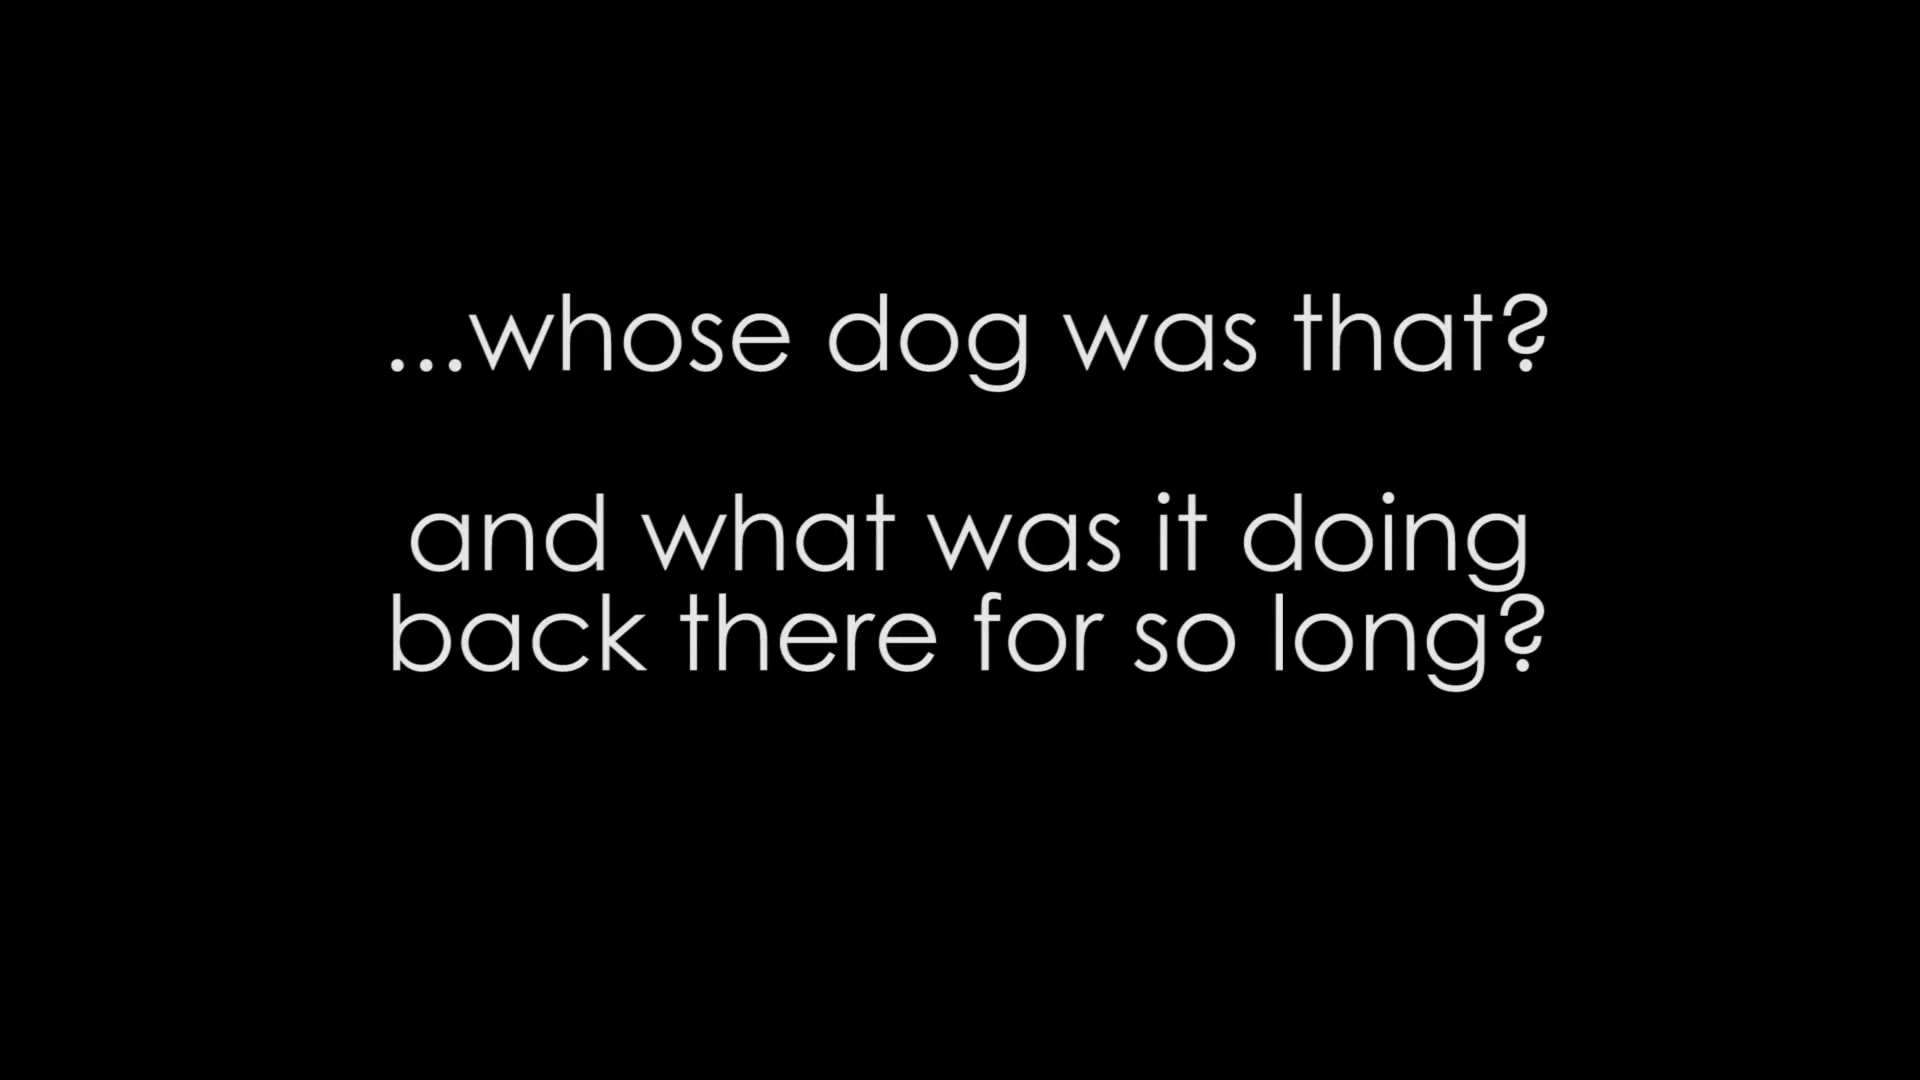 ...whose dog was that?
and what was it doing
back there for so long?